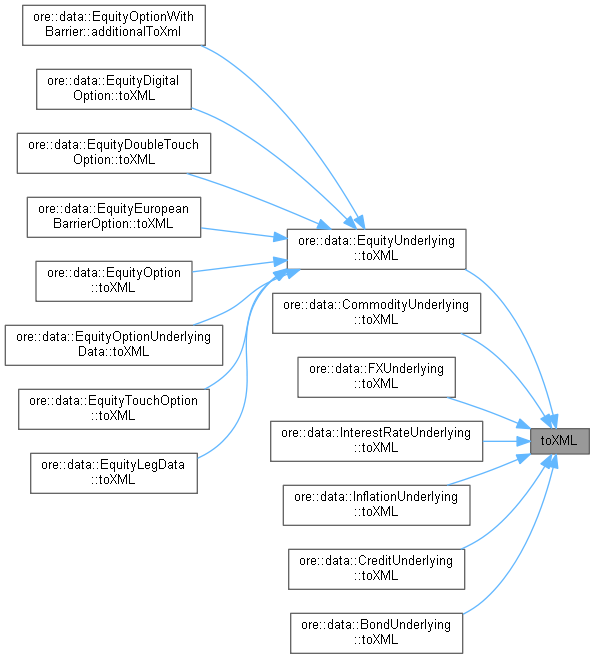 ore::data::EquityOptionWith
Barrier::additionalToXml
ore::data::EquityDigital
Option::toXML
ore::data::EquityDoubleTouch
Option::toXML
ore::data::EquityEuropean
BarrierOption::toXML
ore::data::EquityOption
::toXML
ore::data::EquityOptionUnderlying
Data::toXML
ore::data::EquityTouchOption
::toXML
ore::data::EquityLegData
::toXML
ore::data::EquityUnderlying
::toXML
ore::data::CommodityUnderlying
::toXML
ore::data::FXUnderlying
::toXML
ore::data::InterestRateUnderlying
::toXML
ore::data::InflationUnderlying
::toXML
ore::data::CreditUnderlying
::toXML
ore::data::BondUnderlying
::toXML
toXML